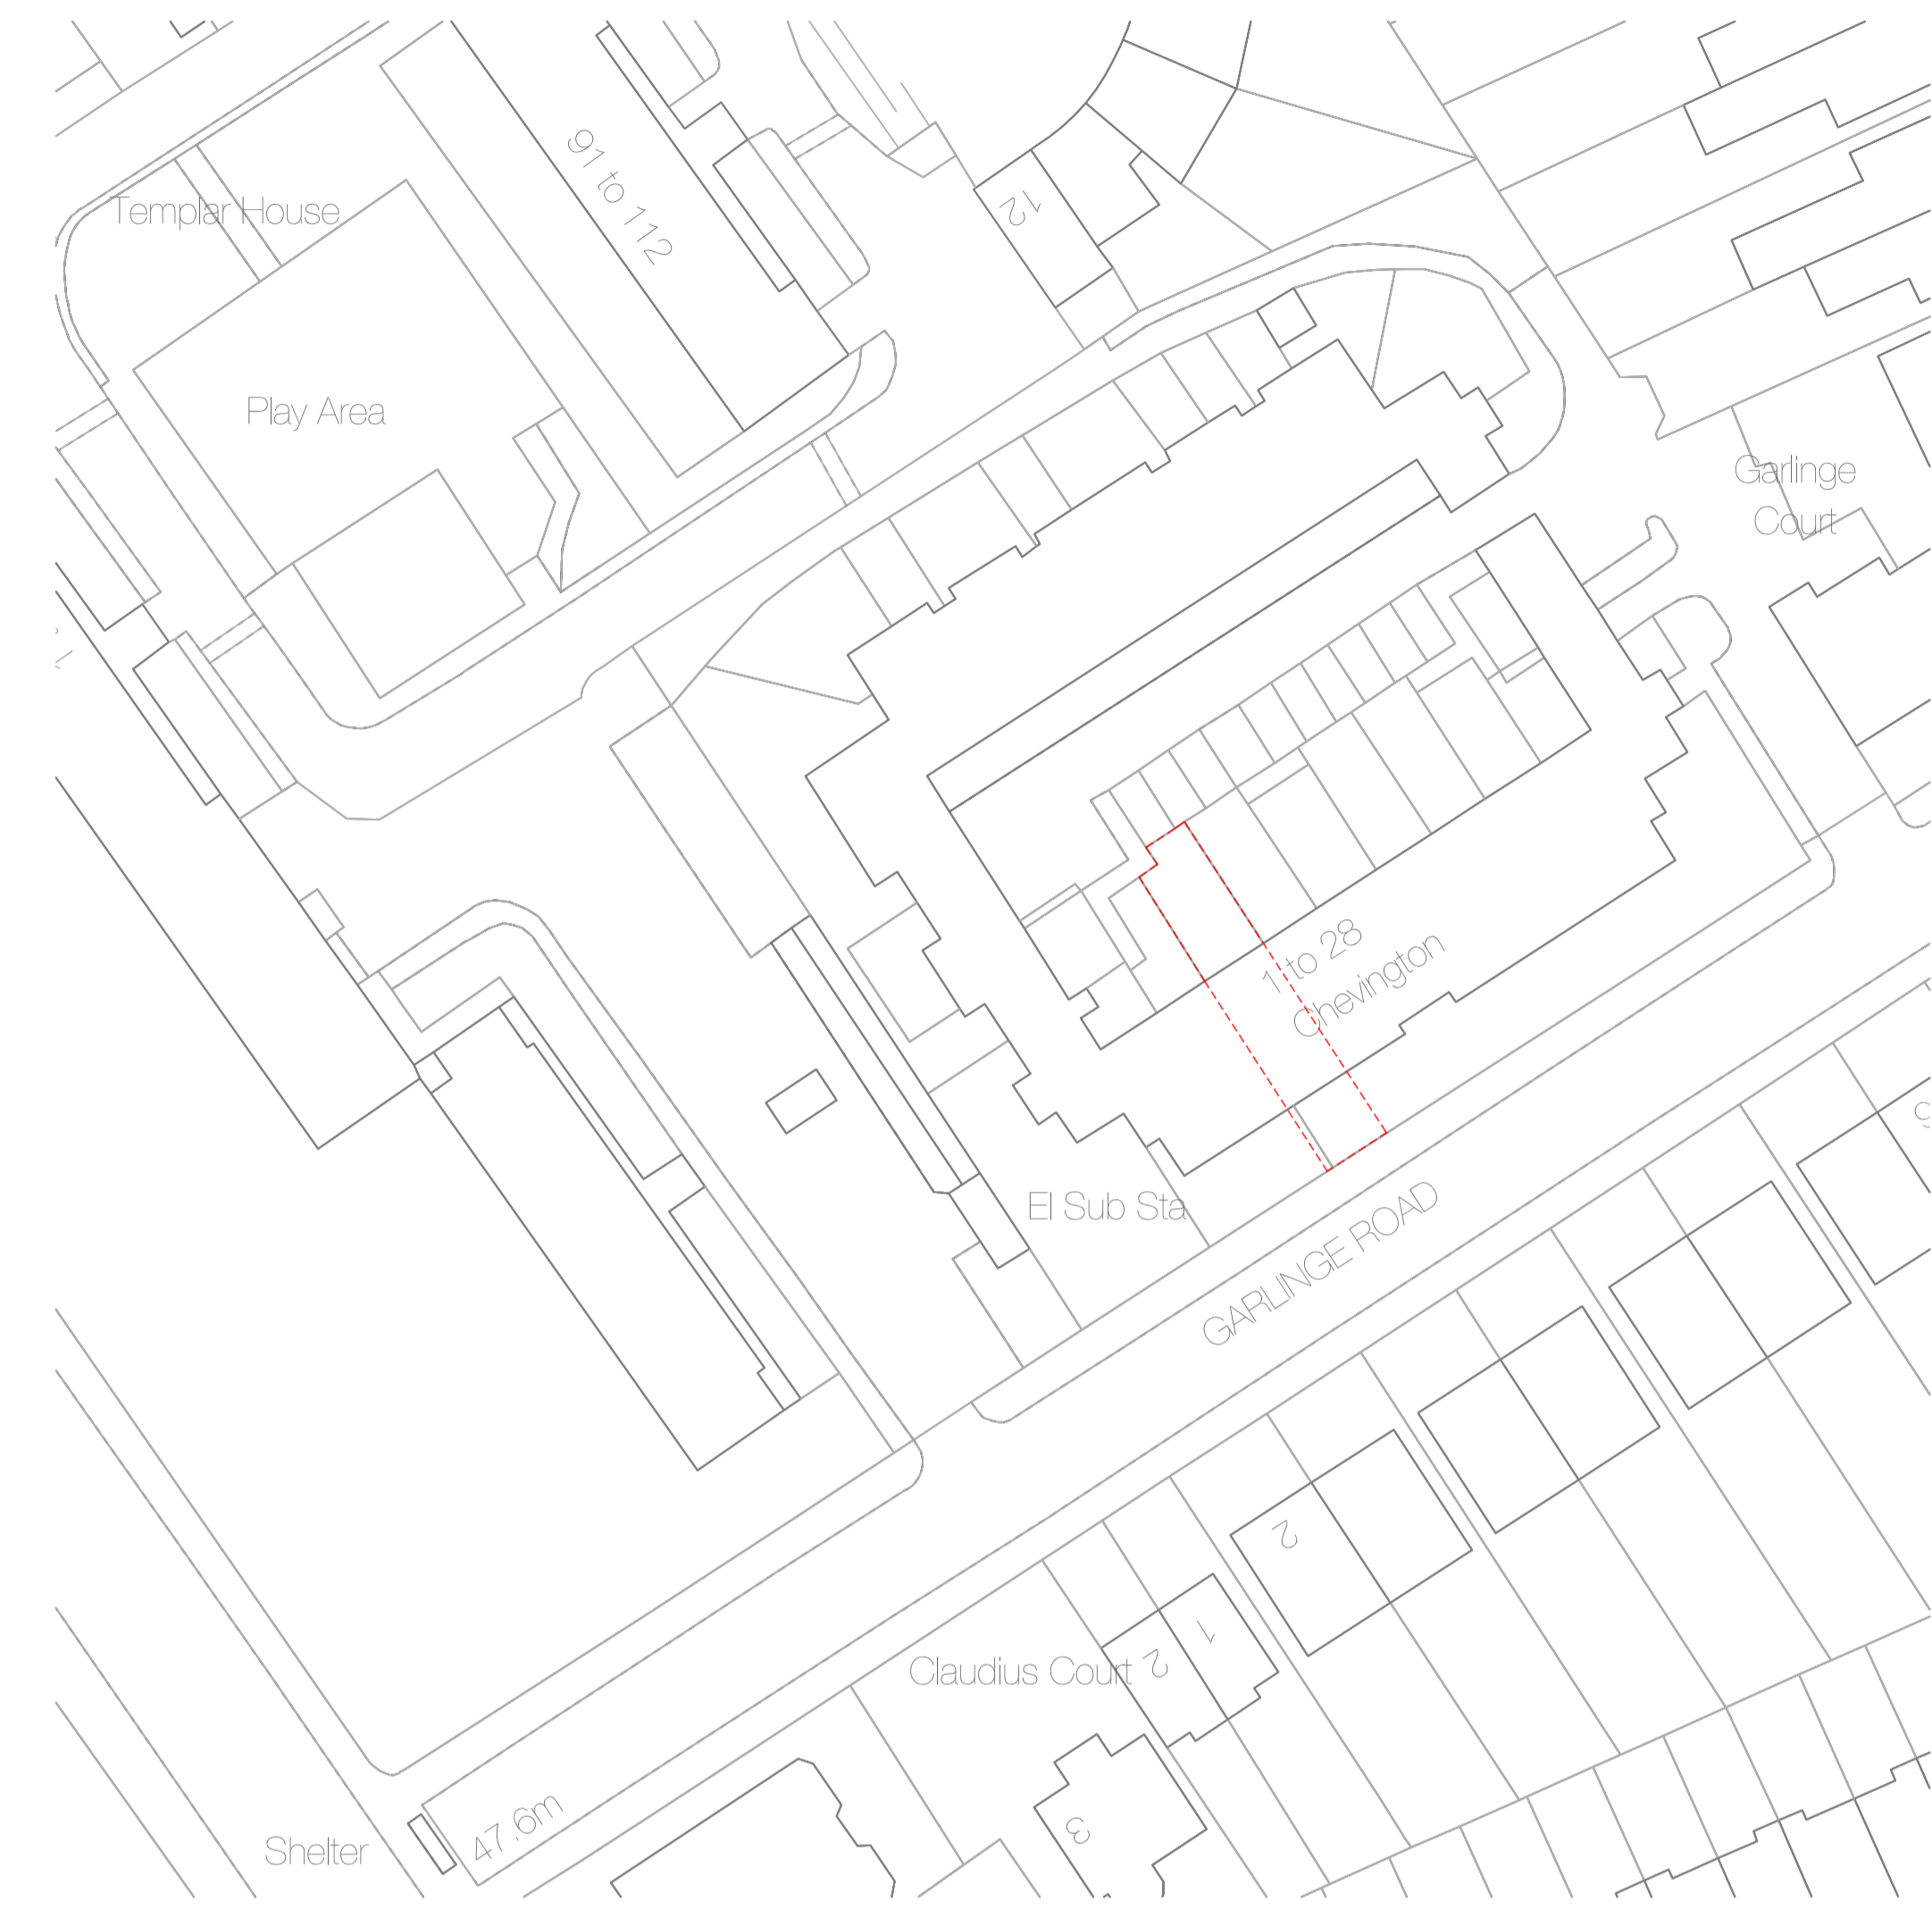 91 to 112
Templar House
12
Play Area
Garlinge
Court
1 to 28
Chevington
El Sub Sta
GARLINGE ROAD
2
1
2
Claudius Court
3
47.6m
Shelter